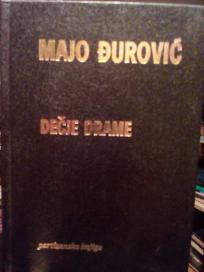 MAJO ĐUROVIĆ
DEČJE DRAME
partizanska knjiga